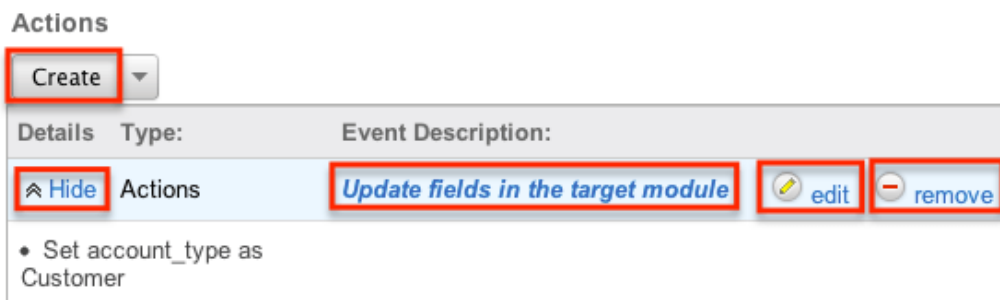 Actions
Create
Details Type: Event Description:
Hide Actions Update fields in the target module edit remove
• Set account_type as
Customer